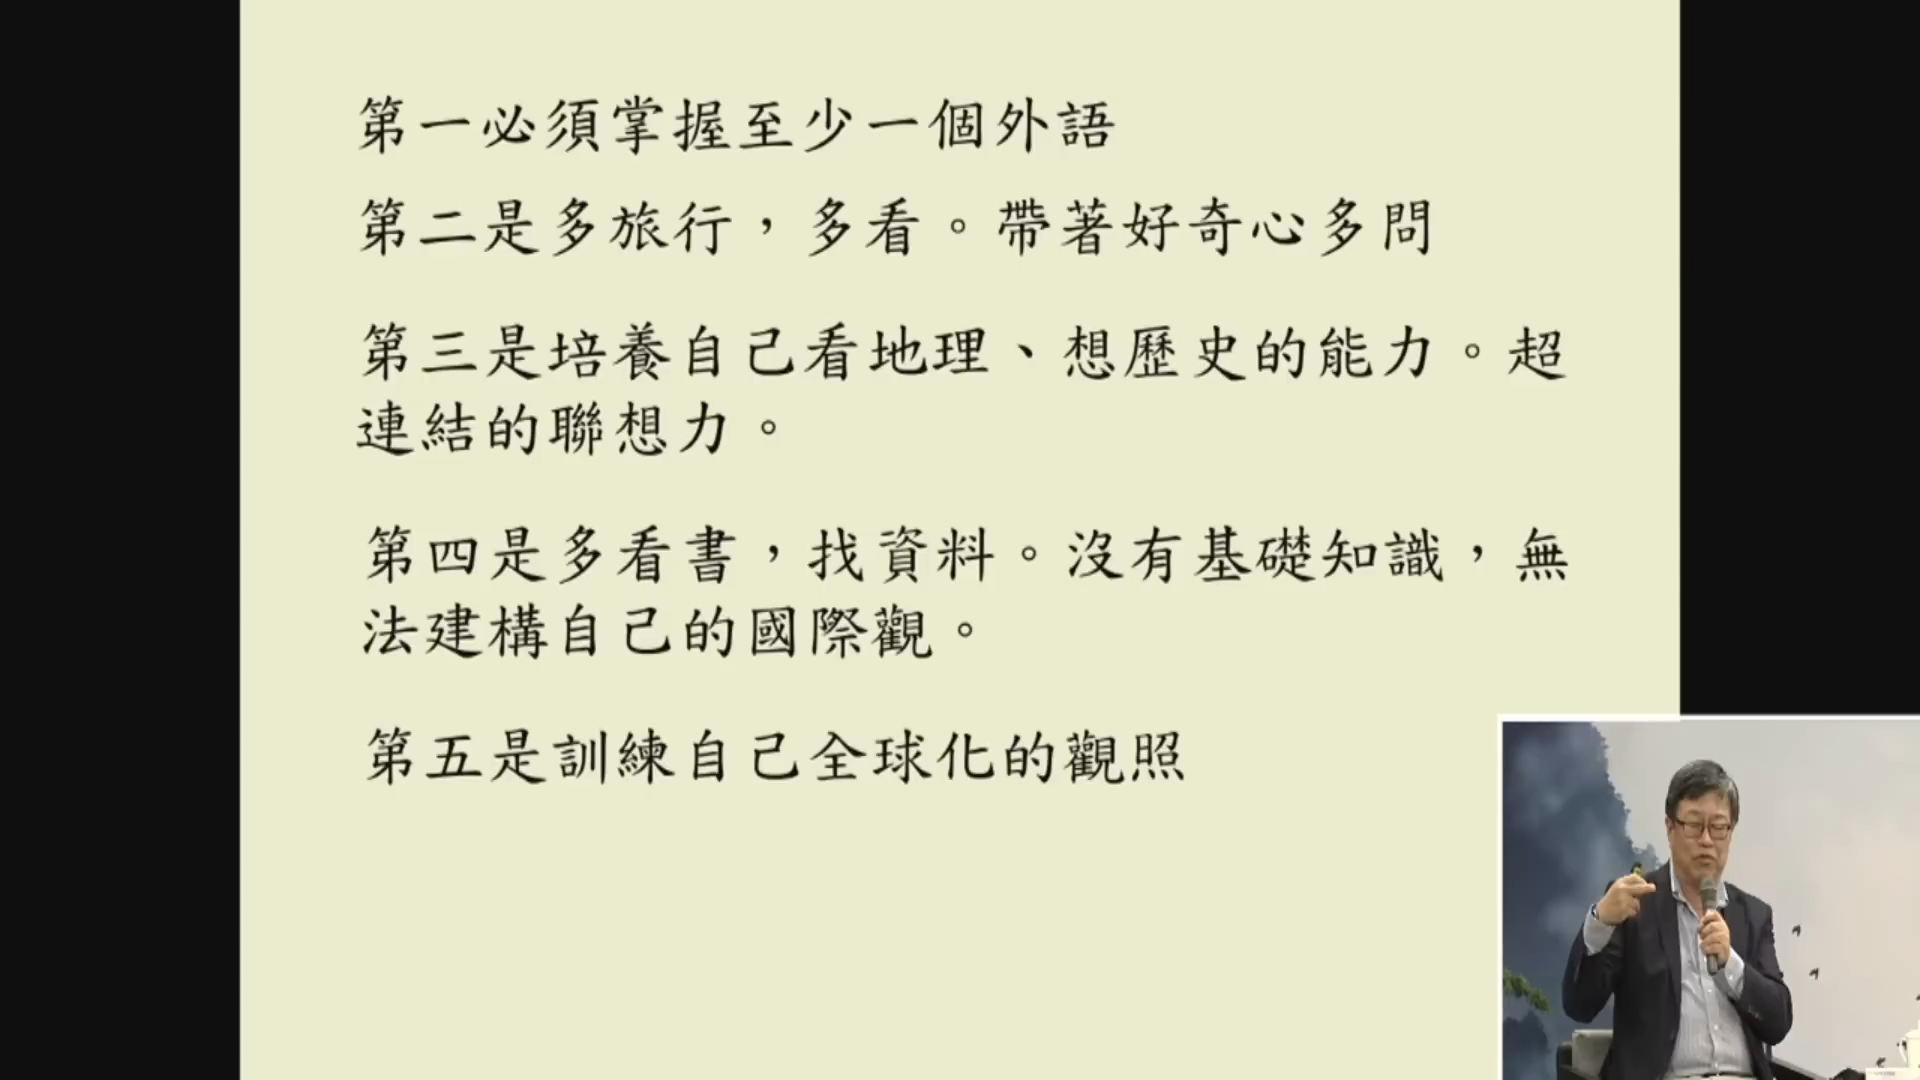 第一必須掌握至少一個外語
第二是多旅行，多看。帶著好奇心多問
第三是培養自己看地理、想歷史的能力。超
連結的聯想力。
第四是多看書，找資料。沒有基礎知識，無
法建構自己的國際觀。
第五是訓練自己全球化的觀照